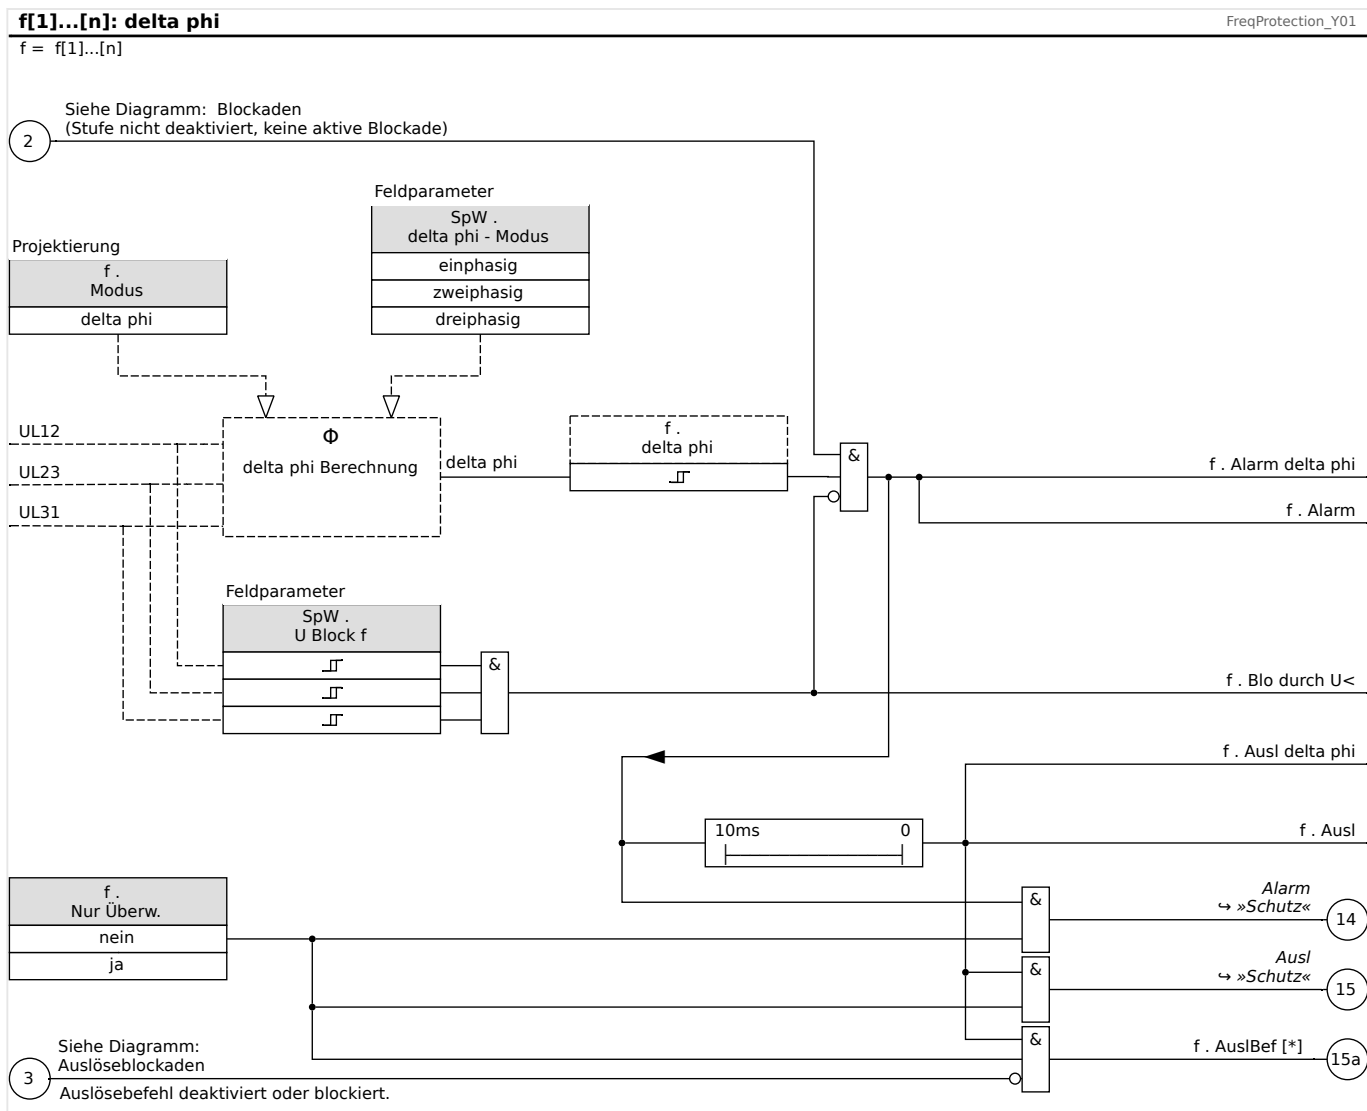 f[1]...[n]: delta phi
FreqProtection_Y01
f = f[1]...[n]
Siehe Diagramm: Blockaden
(Stufe nicht deaktiviert, keine aktive Blockade)
2
Feldparameter
SpW .
delta phi - Modus
einphasig
zweiphasig
dreiphasig
Projektierung
f .
Modus
delta phi
UL12
UL23
UL31
Φ
delta phi Berechnung
delta phi
f .
delta phi
&
f . Alarm delta phi
f . Alarm
Feldparameter
SpW .
U Block f
&
f . Blo durch U<
f . Ausl delta phi
10ms 0
f . Ausl
f .
Nur Überw.
nein
ja
&
Alarm
↪ »Schutz«
14
&
Ausl
↪ »Schutz«
15
&
f . AuslBef [*]
15a
Siehe Diagramm:
Auslöseblockaden
3
Auslösebefehl deaktiviert oder blockiert.